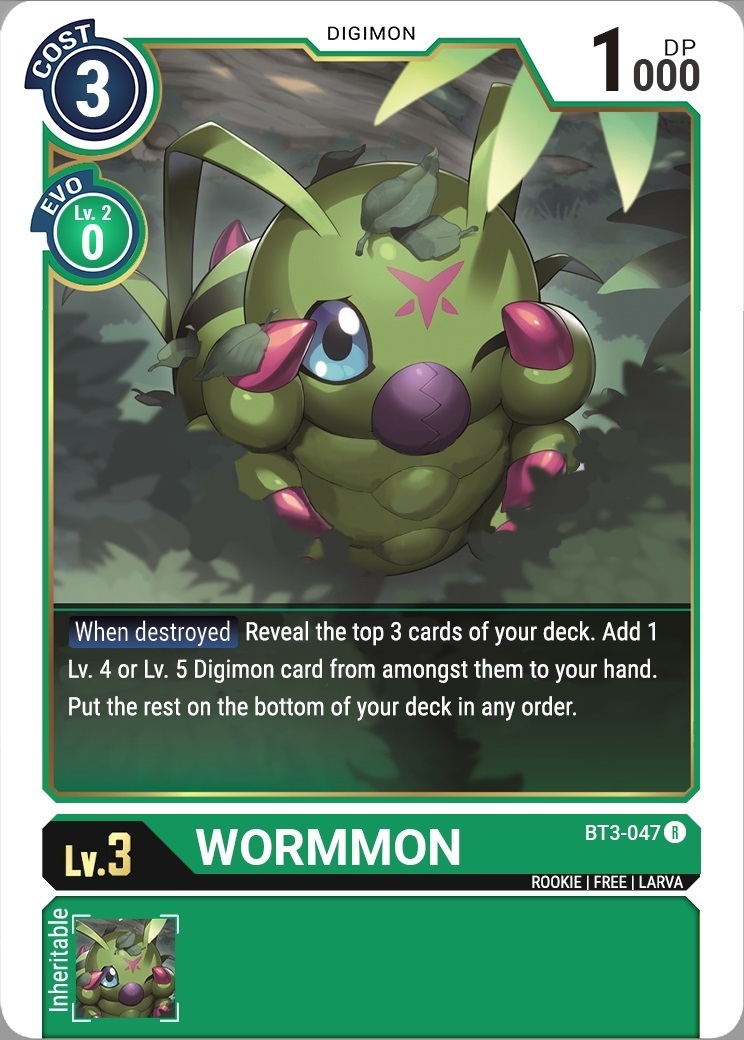 DIGIMON
COST
3
DP
1000
EVO
Lv. 2
0
When destroyed Reveal the top 3 cards of your deck. Add 1
Lv. 4 or Lv. 5 Digimon card from amongst them to your hand.
Put the rest on the bottom of your deck in any order.
Lv.3
WORMMON
BT3-047 R
ROOKIE | FREE | LARVA
Inheritable